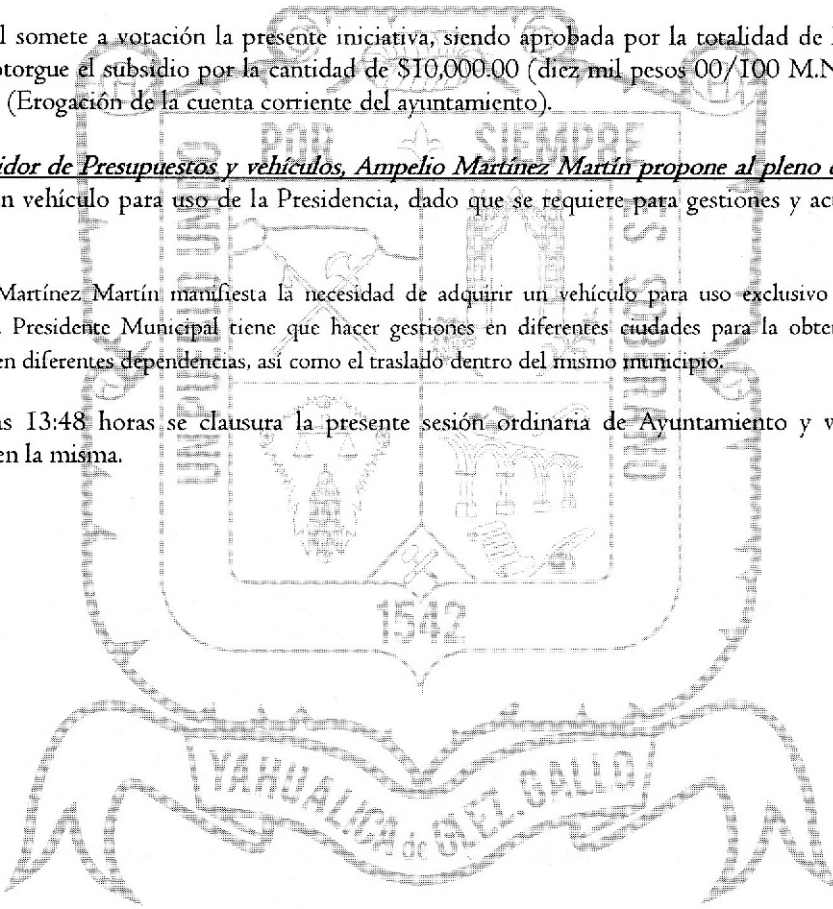 l somete a votación la presente iniciativa, siendo aprobada por la totalidad de
otorgue el subsidio por la cantidad de $10,000.00 (diez mil pesos 00/100 M.N
(Erogación de la cuenta corriente del ayuntamiento).
idor de Presupuestos y vehículos, Ampelio Martínez Martín propone al pleno
n vehículo para uso de la Presidencia, dado que se requiere para gestiones y
Martínez Martín manifiesta la necesidad de adquirir un vehículo para uso exclusivo
Presidente Municipal tiene que hacer gestiones en diferentes ciudades para la
en diferentes dependencias, así como el traslado dentro del mismo municipio.
as 13:48 horas se clausura la presente sesión ordinaria de Ayuntamiento y
en la misma.
POR SIEMPRE
ES SOBERANO
1542
YAHUALICA de GLEZ. GALLO